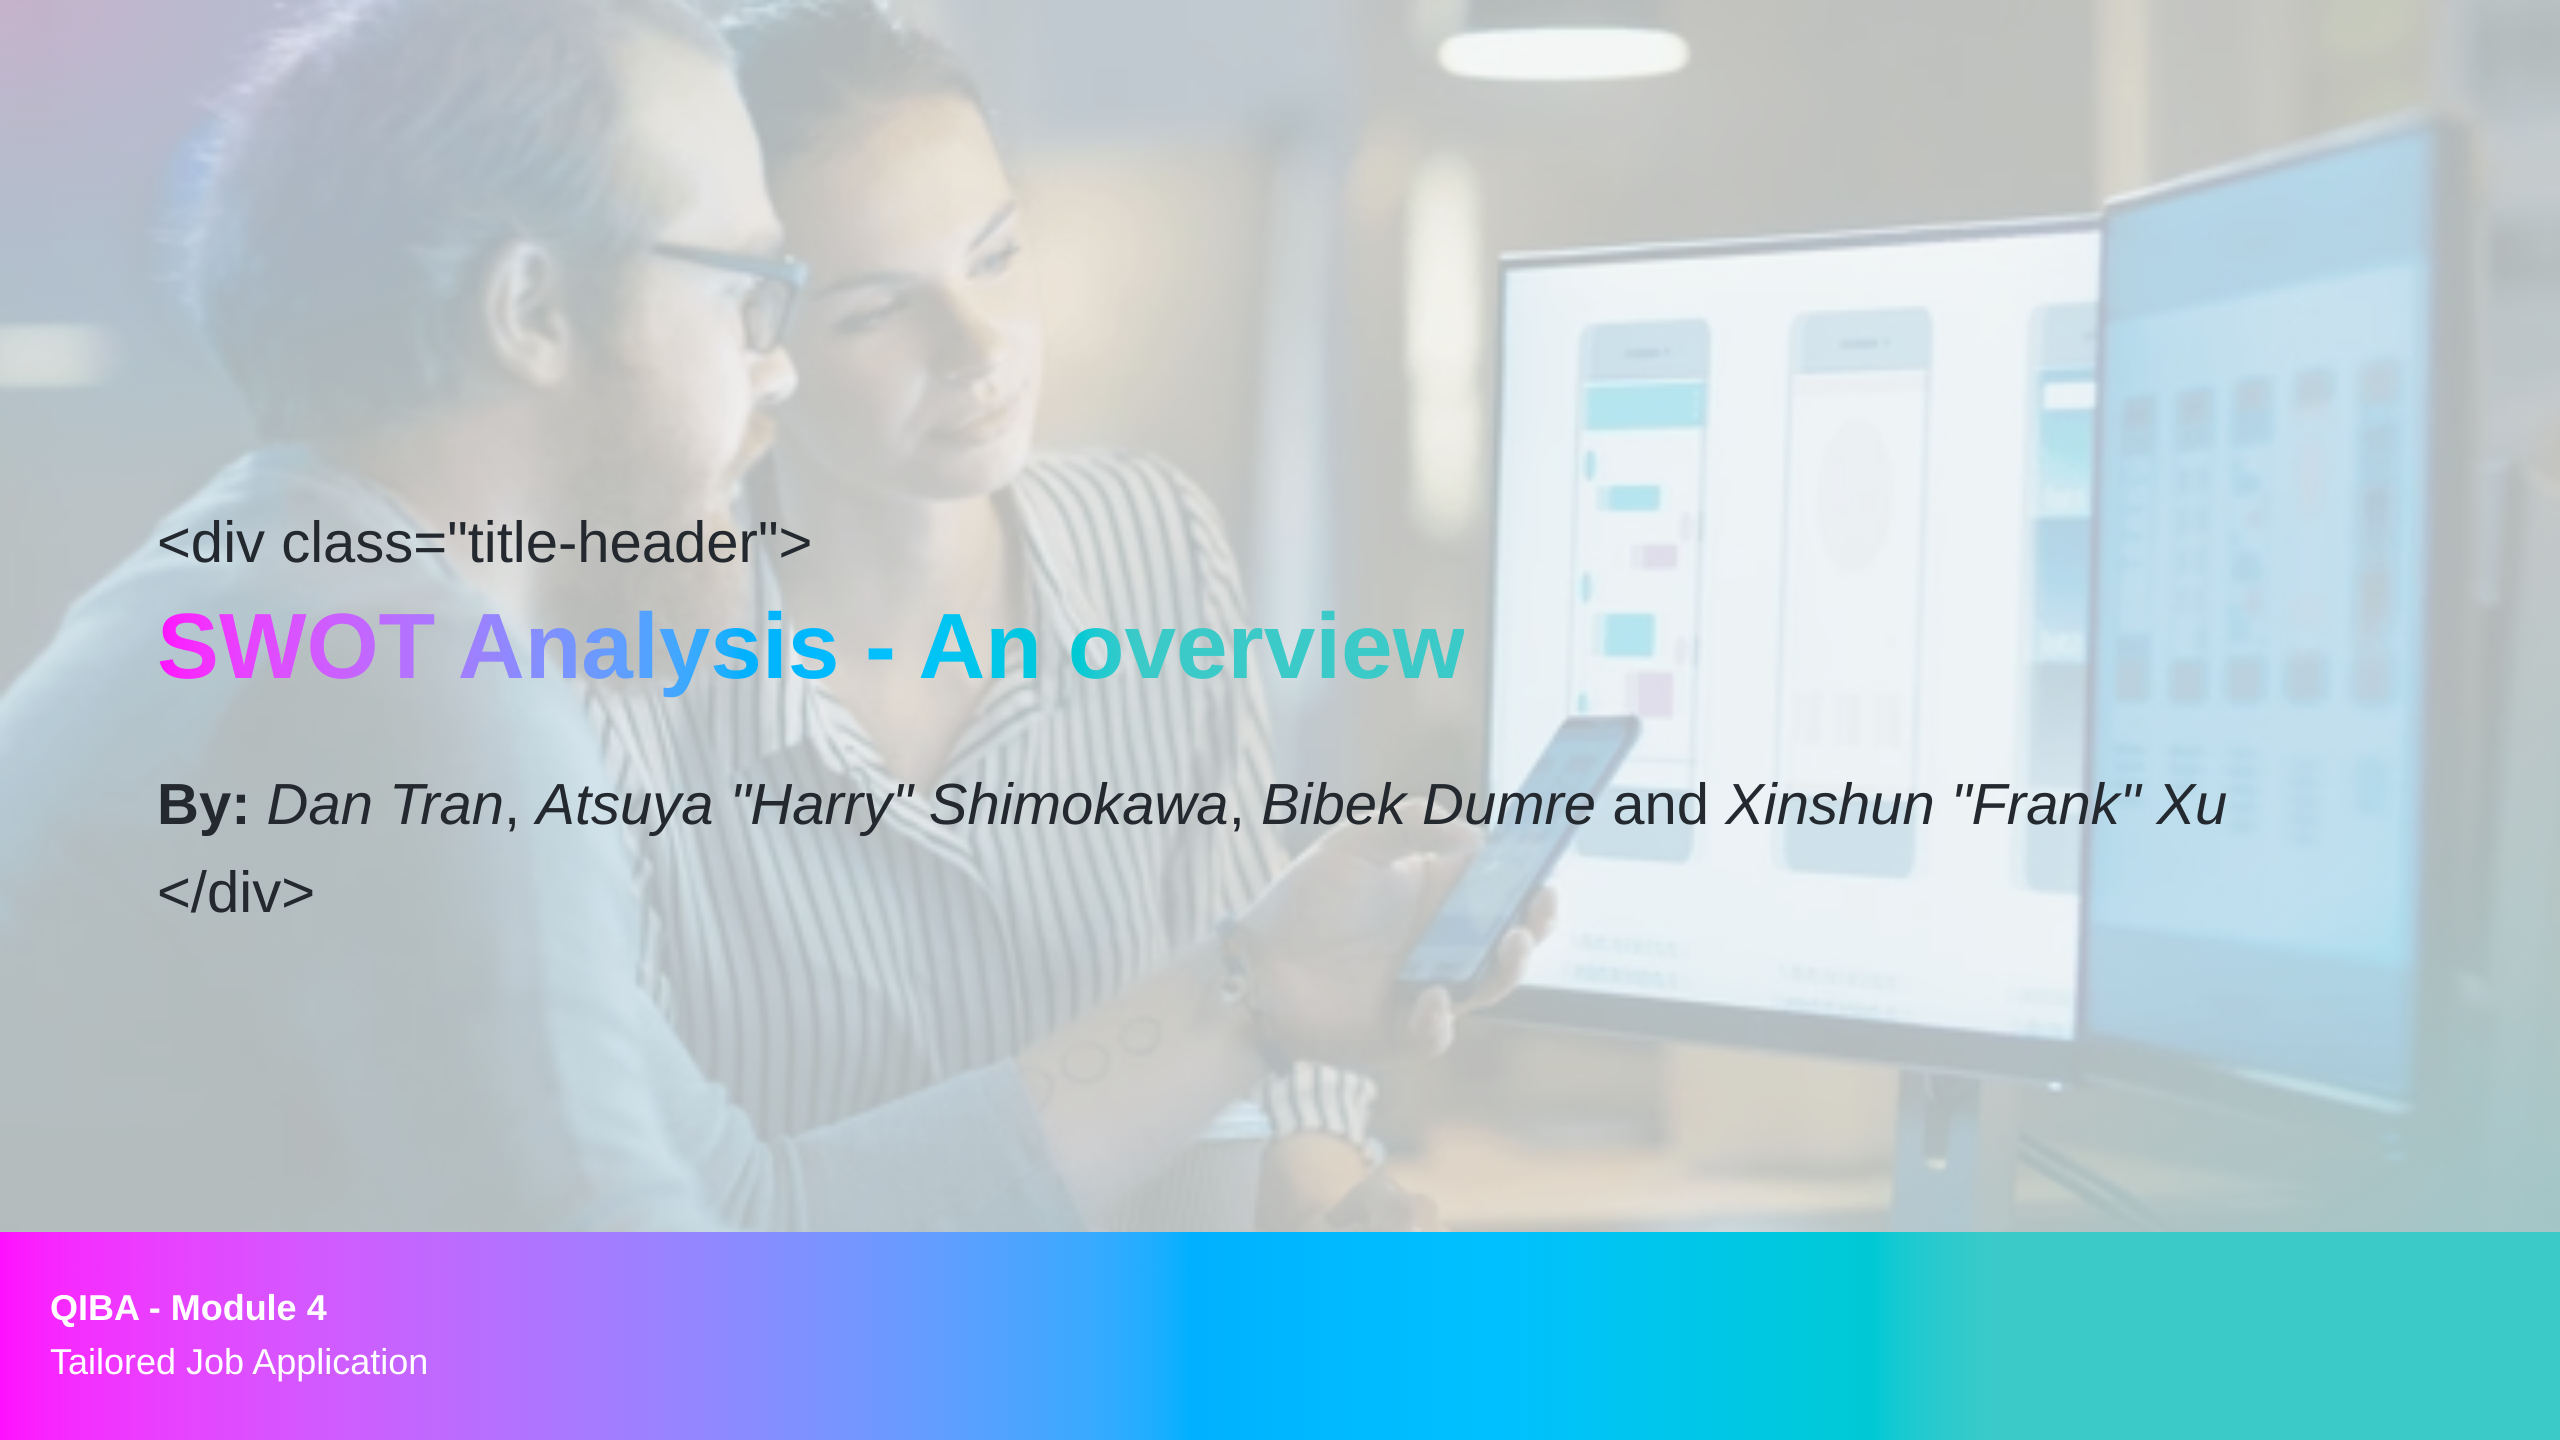 <div class="title-header">
SWOT Analysis - An overview
By: Dan Tran, Atsuya "Harry" Shimokawa, Bibek Dumre and Xinshun "Frank" Xu
</div>
QIBA - Module 4
Tailored Job Application